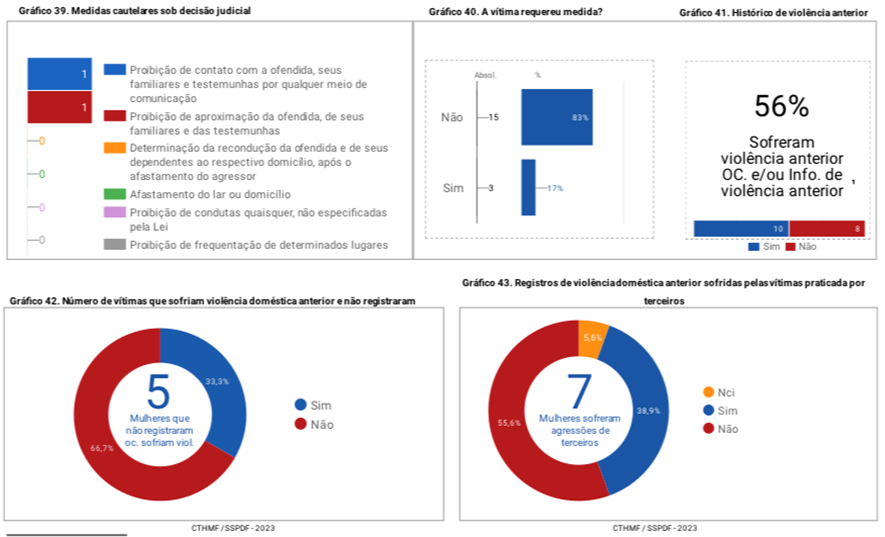 Gráfico 39. Medidas cautelares sob decisão judicial
1
1
0
0
0
0
Proibição de contato com a ofendida, seus
familiares e testemunhas por qualquer meio de
comunicação
Proibição de aproximação da ofendida, de seus
familiares e das testemunhas
Determinação da recondução da ofendida e de seus
dependentes ao respectivo domicílio, após o
afastamento do agressor
Afastamento do lar ou domicílio
Proibição de condutas quaisquer, não especificadas
pela Lei
Proibição de frequentação de determinados lugares
Gráfico 40. A vítima requereu medida?
Absol. %
Não 15 83%
Sim 3 17%
Gráfico 41. Histórico de violência anterior
56%
Sofreram
violência anterior
OC. e/ou Info. de
violência anterior ¹
10 8
Sim Não
Gráfico 42. Número de vítimas que sofriam violência doméstica anterior e não registraram
33,3%
66,7%
5
Mulheres que
não registraram
oc. sofriam viol.
Sim
Não
CTHMF / SSPDF - 2023
Gráfico 43. Registros de violência doméstica anterior sofridas pelas vítimas praticada por
terceiros
5,6%
38,9%
55,6%
7
Mulheres sofreram
agressões de
terceiros
Nci
Sim
Não
CTHMF / SSPDF - 2023